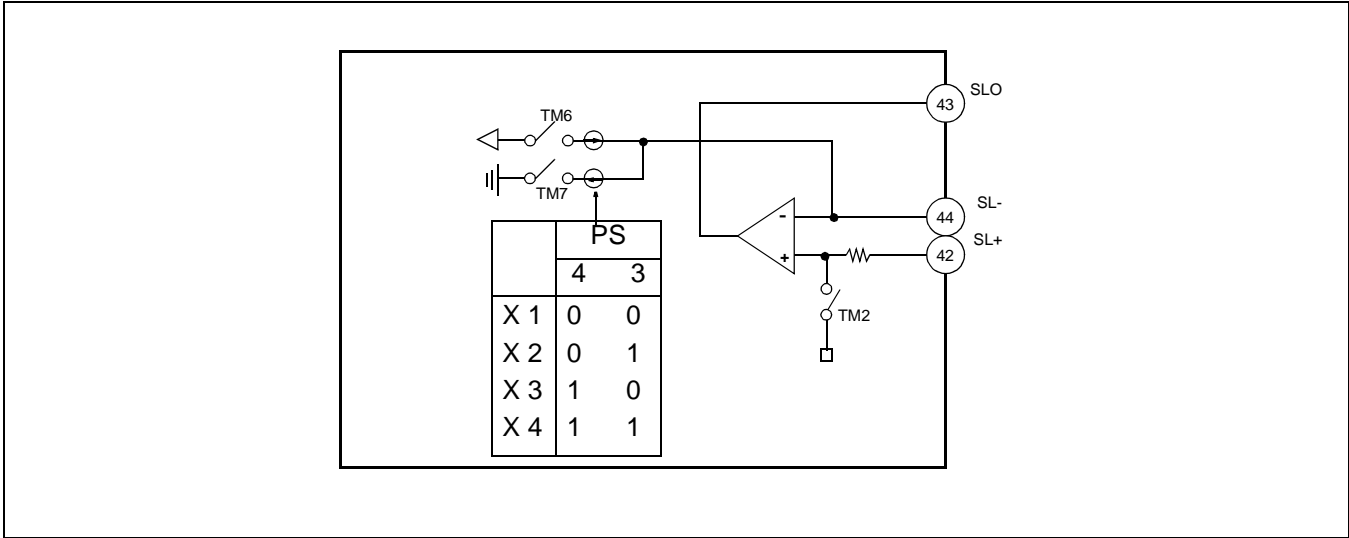 SLO
43
TM6
TM7
SL-
44
SL+
42
-
+
TM2
PS
4 3
X 1 0 0
X 2 0 1
X 3 1 0
X 4 1 1